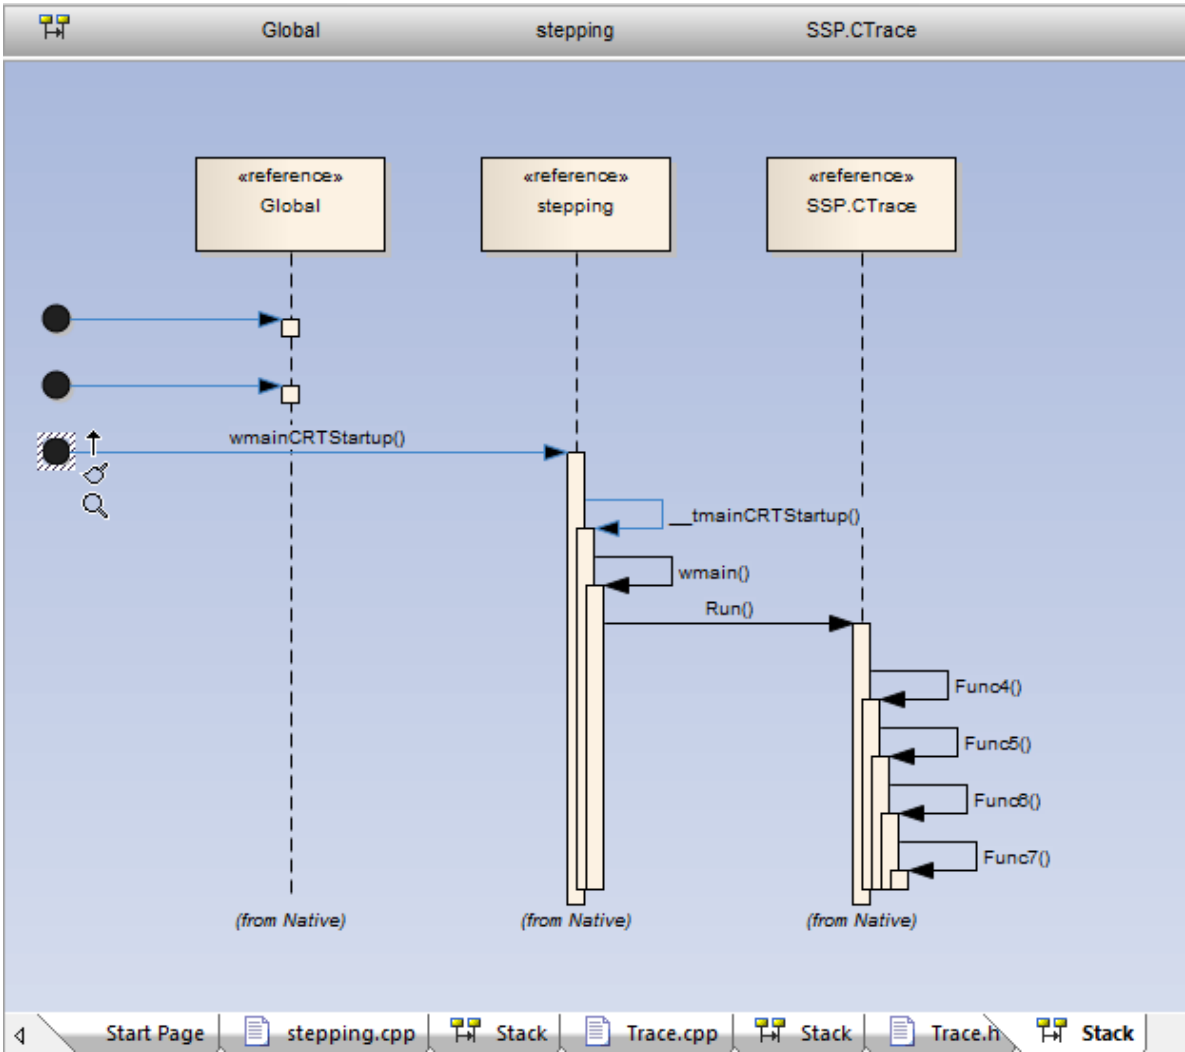 Global stepping SSP.CTrace
«reference»
Global
«reference»
stepping
«reference»
SSP.CTrace
wmainCRTStartup()
__tmainCRTStartup()
wmain()
Run()
Func4()
Func5()
Func6()
Func7()
(from Native) (from Native) (from Native)
Start Page stepping.cpp Stack Trace.cpp Stack Trace.h Stack